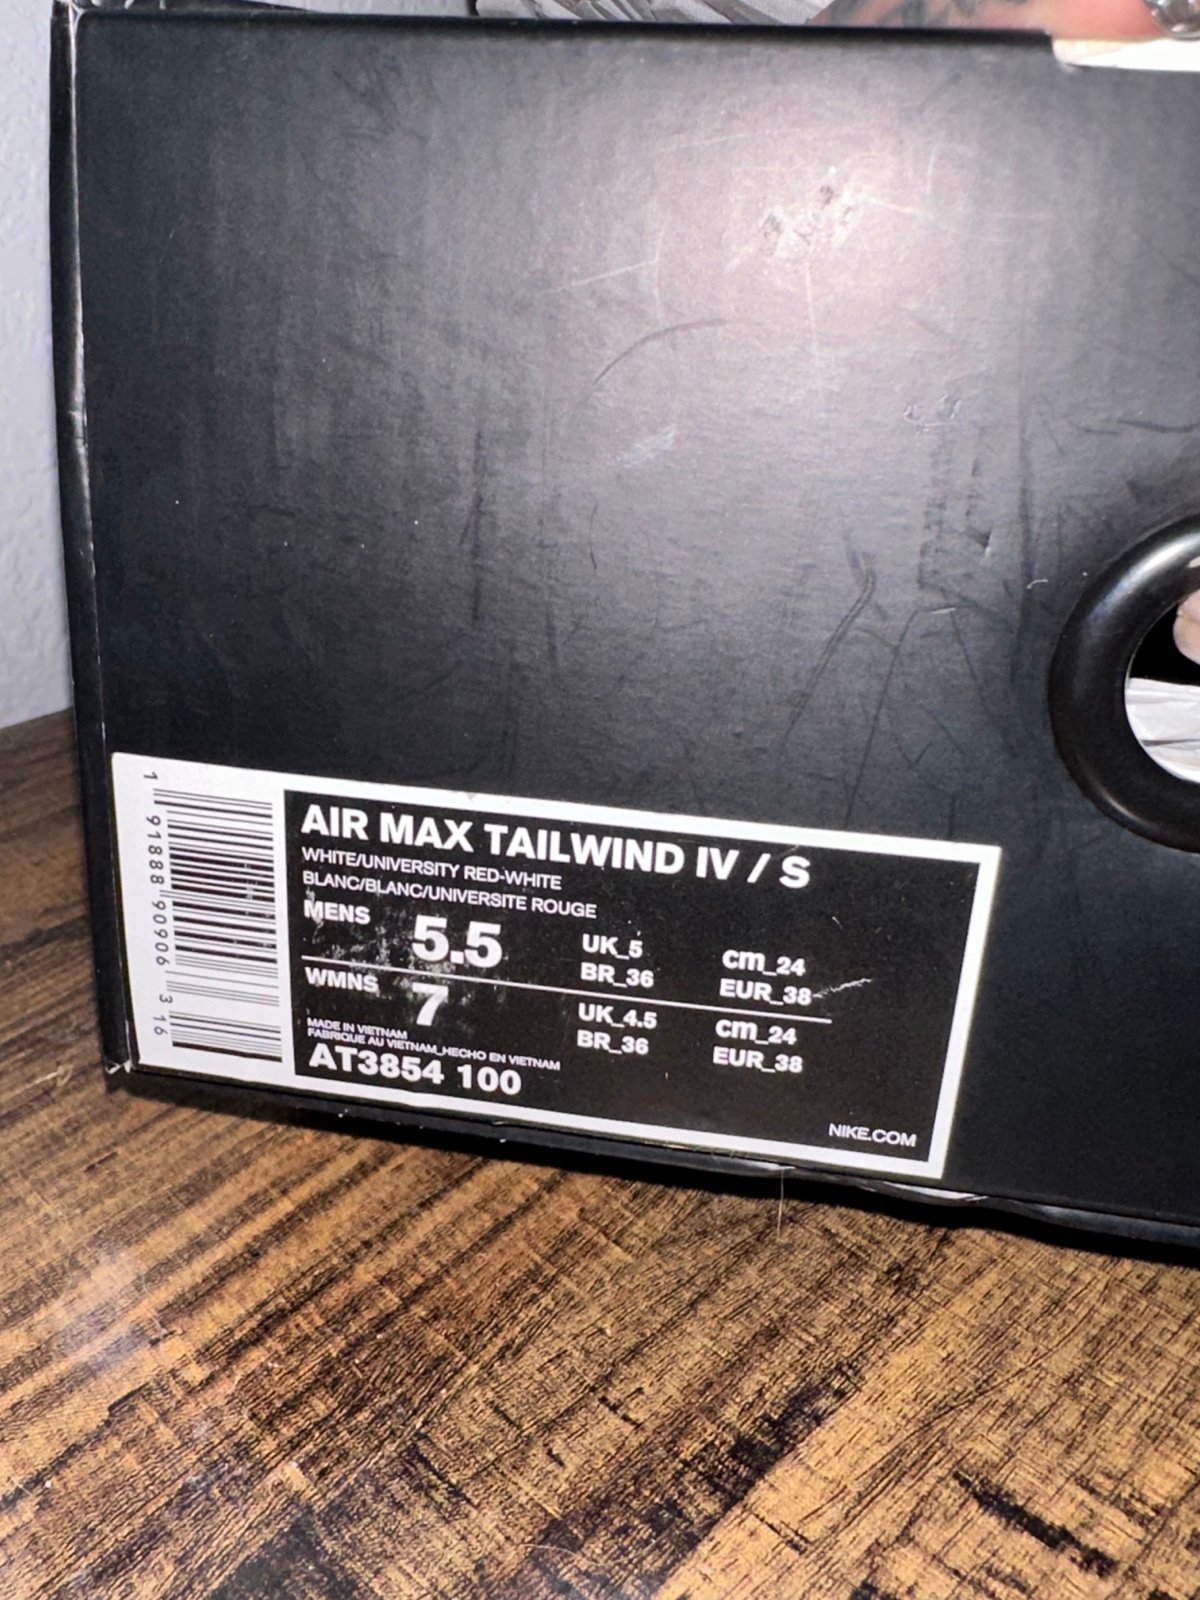 AIR MAX TAILWIND IV / S
WHITE/UNIVERSITY RED-WHITE
BLANC/BLANC/UNIVERSITE ROUGE
MENS 5.5 UK_5 cm_24
BR_36 EUR_38
WMNS 7 UK_4.5 cm_24
BR_36 EUR_38
MADE IN VIETNAM
FABRIQUE AU VIETNAM_HECHO EN VIETNAM
AT3854 100
NIKE.COM
1 91888 90906 3 16